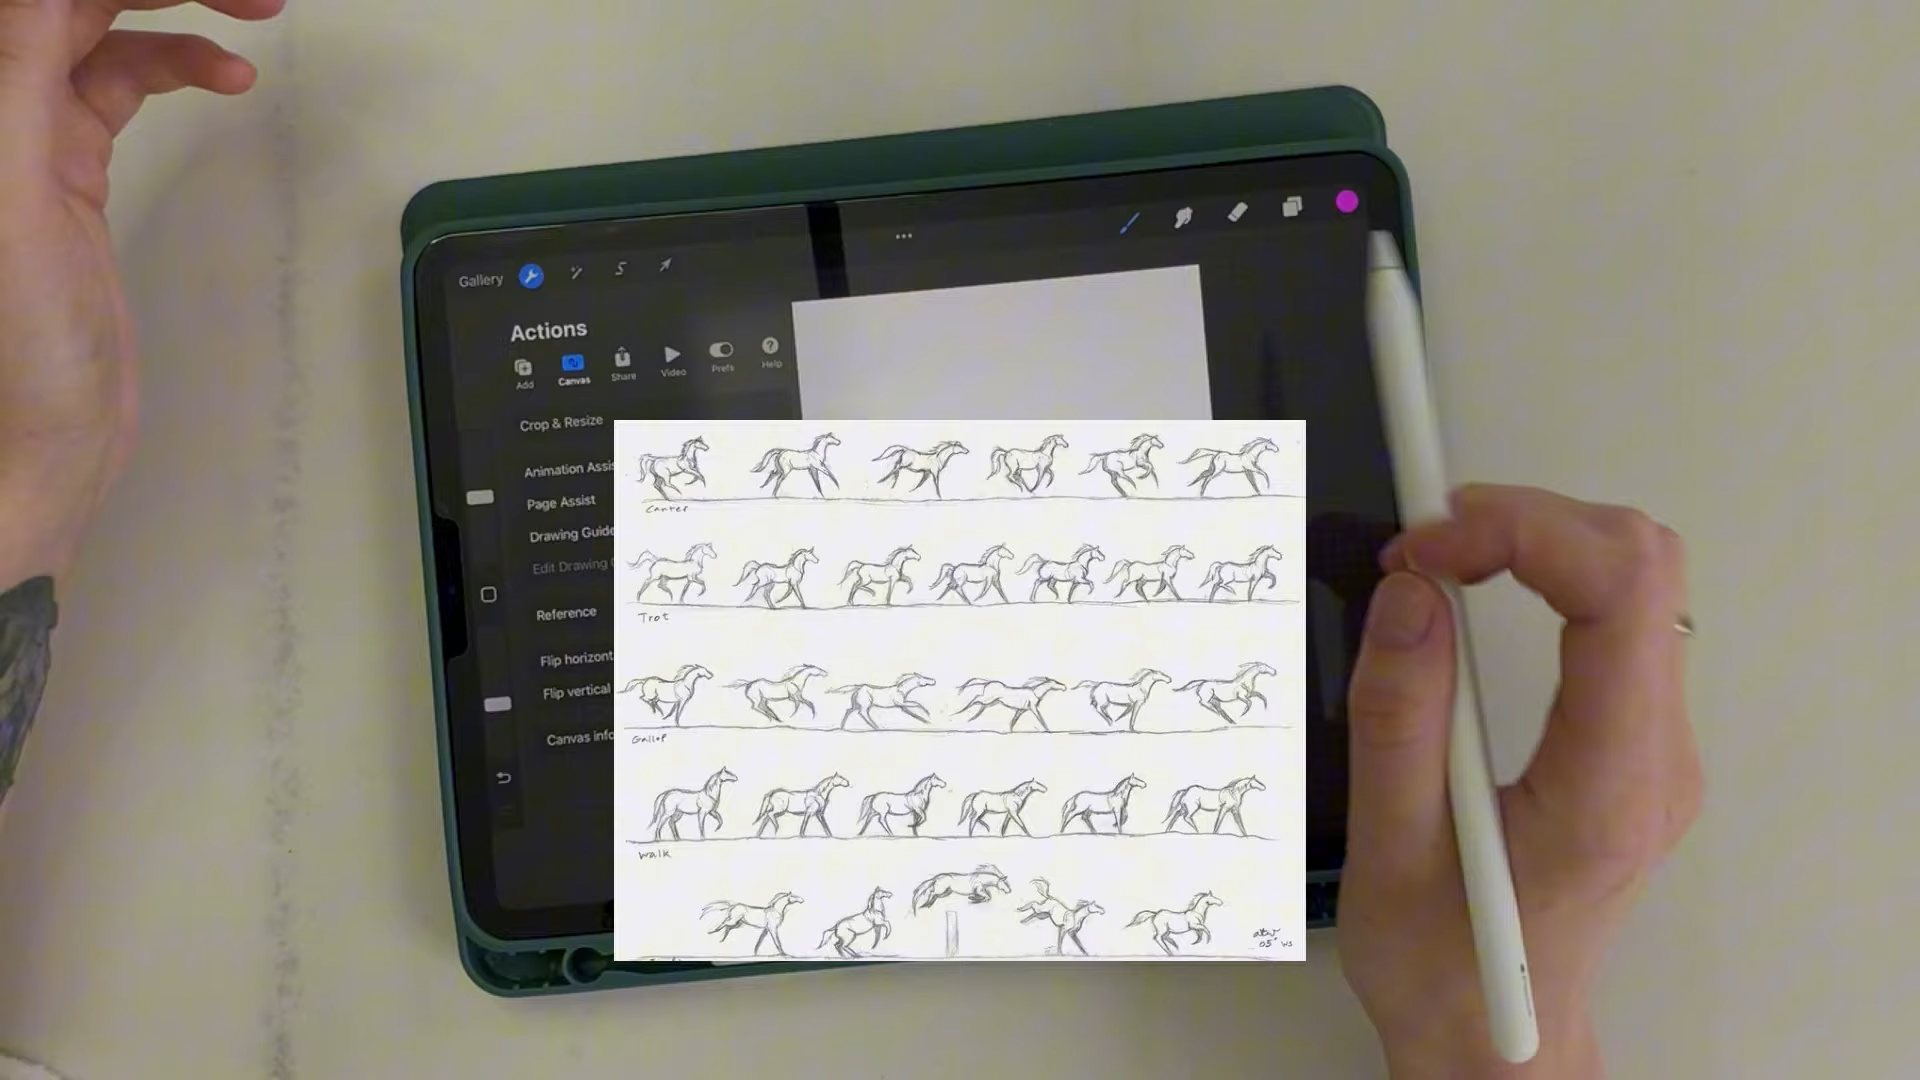 Gallery
Actions
Add
Canvas
Share
Video
Prefs
Help
Crop & Resize
Animation Assis
Page Assist
Drawing Guide
Edit Drawing
Reference
Flip horizont
Flip vertical
Canvas info
Canter
Trot
Gallop
Walk
05'